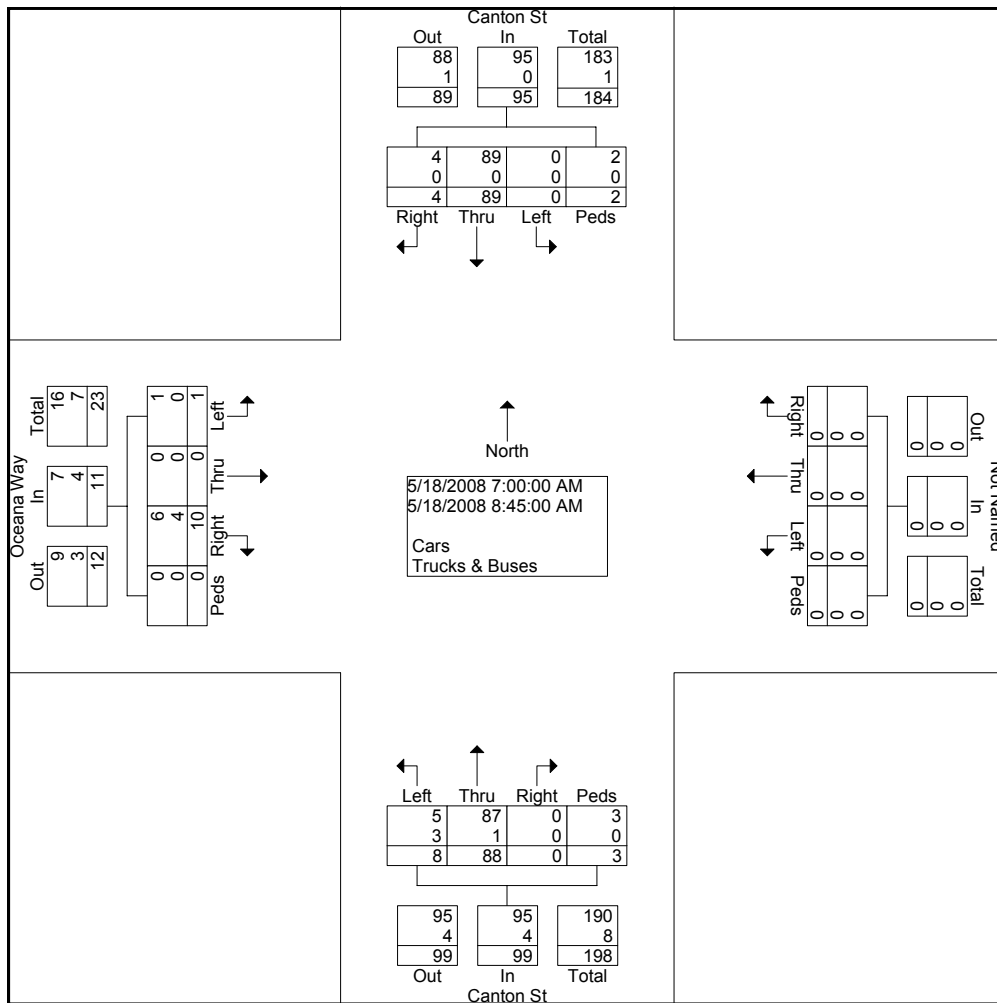 Canton St
Out In Total
88 95 183
1 0 1
89 95 184
4 89 0 2
0 0 0 0
4 89 0 2
Right Thru Left Peds
Oceana Way
Total In Out
16 7 9
7 4 3
23 11 12
1 0 6 0
0 0 4 0
1 0 10 0
Left Thru Right Peds
North
5/18/2008 7:00:00 AM
5/18/2008 8:45:00 AM
Cars
Trucks & Buses
Right Thru Left Peds
0 0 0 0
0 0 0 0
0 0 0 0
Out In Total
0 0 0
0 0 0
0 0 0
Not Named
Left Thru Right Peds
5 87 0 3
3 1 0 0
8 88 0 3
95 95 190
4 4 8
99 99 198
Out In Total
Canton St